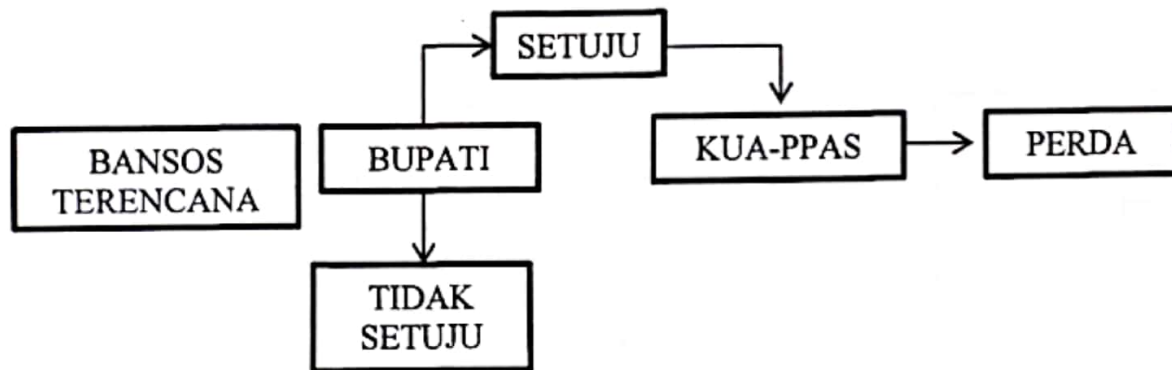 SETUJU
BANSOS
TERENCANA
BUPATI
KUA-PPAS
PERDA
TIDAK
SETUJU